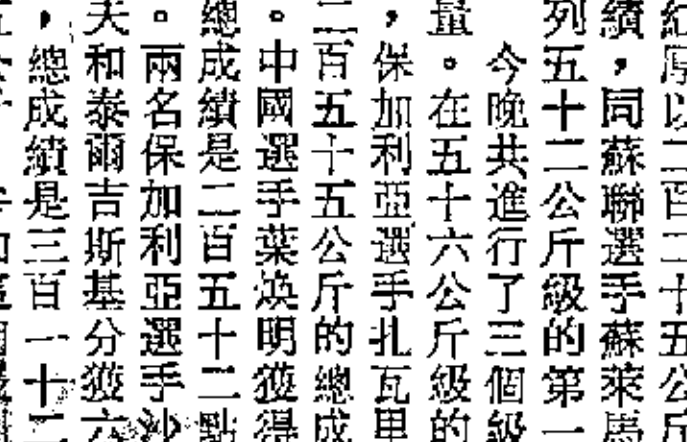 以二百二十五公斤
績，同蘇聯選手蘇萊馬
列五十二公斤級的第一
今晚共進行了三個級
量。在五十六公斤級的
，保加利亞選手扎瓦里
二百五十五公斤的總成
。中國選手葉煥明獲得
總成績是二百五十二點
。兩名保加利亞選手沙
夫和泰爾吉斯基分獲六
，總成績是三百一十二